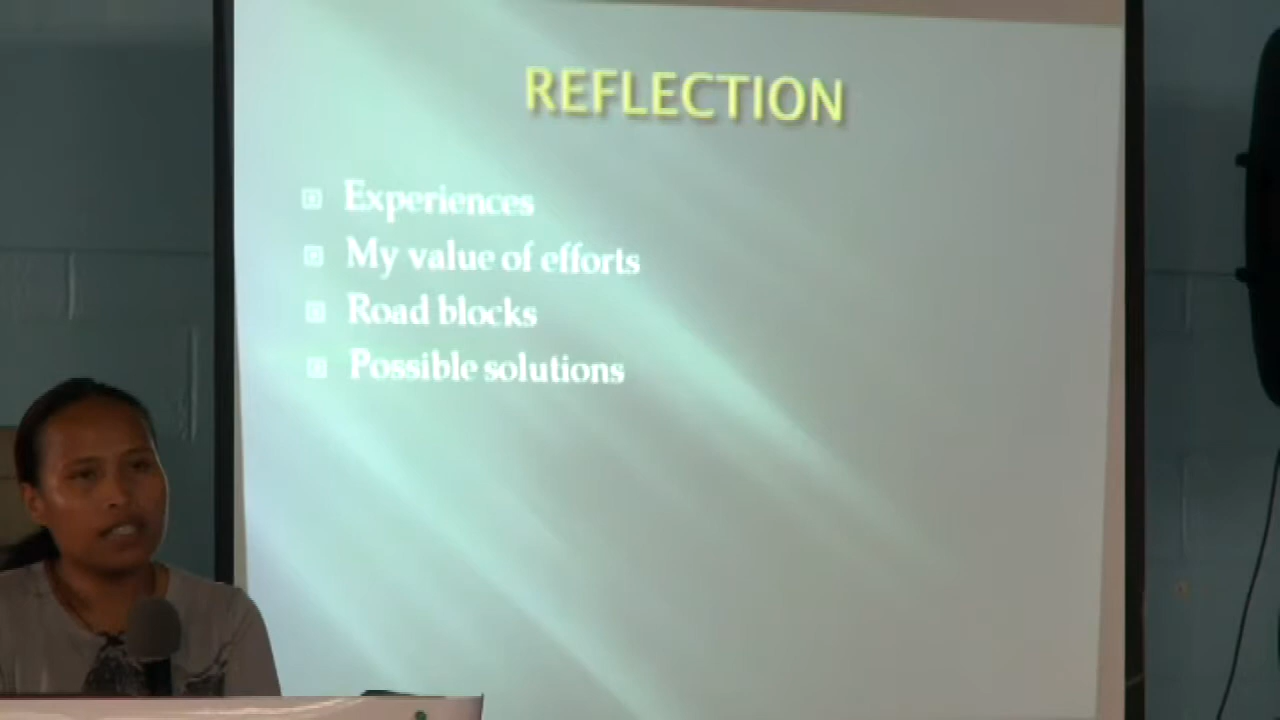 REFLECTION
Experiences
My value of efforts
Road blocks
Possible solutions